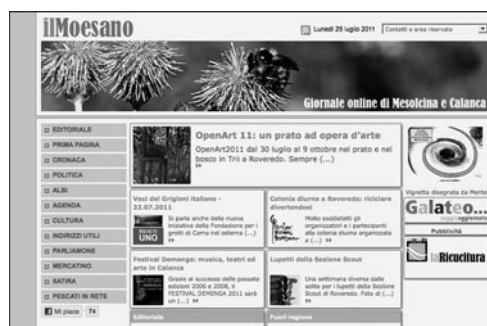 ilMoesano
Lunedì 25 luglio 2011
Contatti e area riservata
Giornale online di Mesolcina e Calanca
EDITORIALE
PRIMA PAGINA
CRONACA
POLITICA
ALBI
AGENDA
CULTURA
INDIRIZZI UTILI
PARLIAMONE
MERCATINO
SATIRA
PESCATI IN RETE
Mi piace 74
OpenArt 11: un prato ad opera d'arte
OpenArt2011 dal 30 luglio al 9 ottobre nel prato e nel
bosco in Trii a Roveredo. Sempre (...)
Voci del Grigioni Italiano -
22.07.2011
Si parla anche della nuova
iniziativa della Fondazione per i
grotti di Cama nel odierna (...)
UNO
Colonia diurna a Roveredo: riciclare
divertendosi
Molto soddisfatti gli
organizzatori e i partecipanti
alla colonia diurna organizzata
a (...)
Festival Demenga: musica, teatri ed
arte in Calanca
Grazie al successo delle passate
edizioni 2006 e 2008, il
FESTIVAL DEMENGA 2011 sarà
un (...)
Lupetti della Sezione Scout
Una settimana diversa dalle
solite per i lupetti della Sezione
Scout di Roveredo. Foto di (...)
Editoriale
Fuori regione
Vignetta disegnata da Mente
Galateo...
Pubblicità
laRicucitura